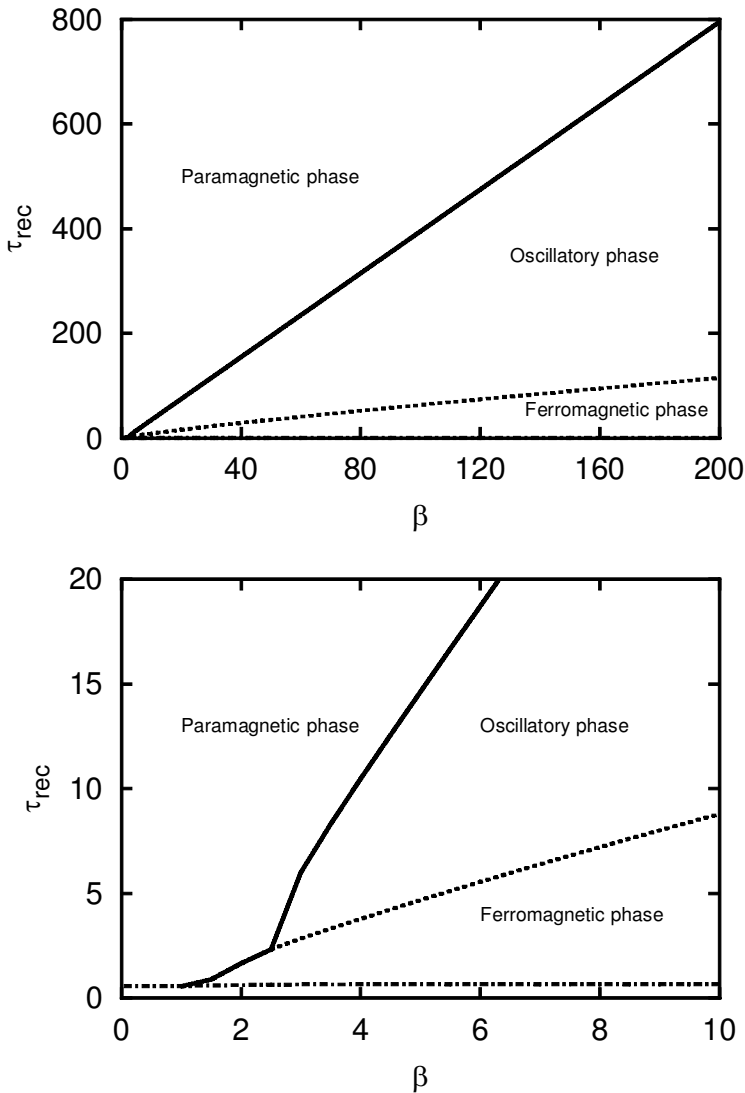 800
600
400
200
0
τrec
Paramagnetic phase
Oscillatory phase
Ferromagnetic phase
0 40 80 120 160 200
β
20
15
10
5
0
τrec
Paramagnetic phase Oscillatory phase
Ferromagnetic phase
0 2 4 6 8 10
β